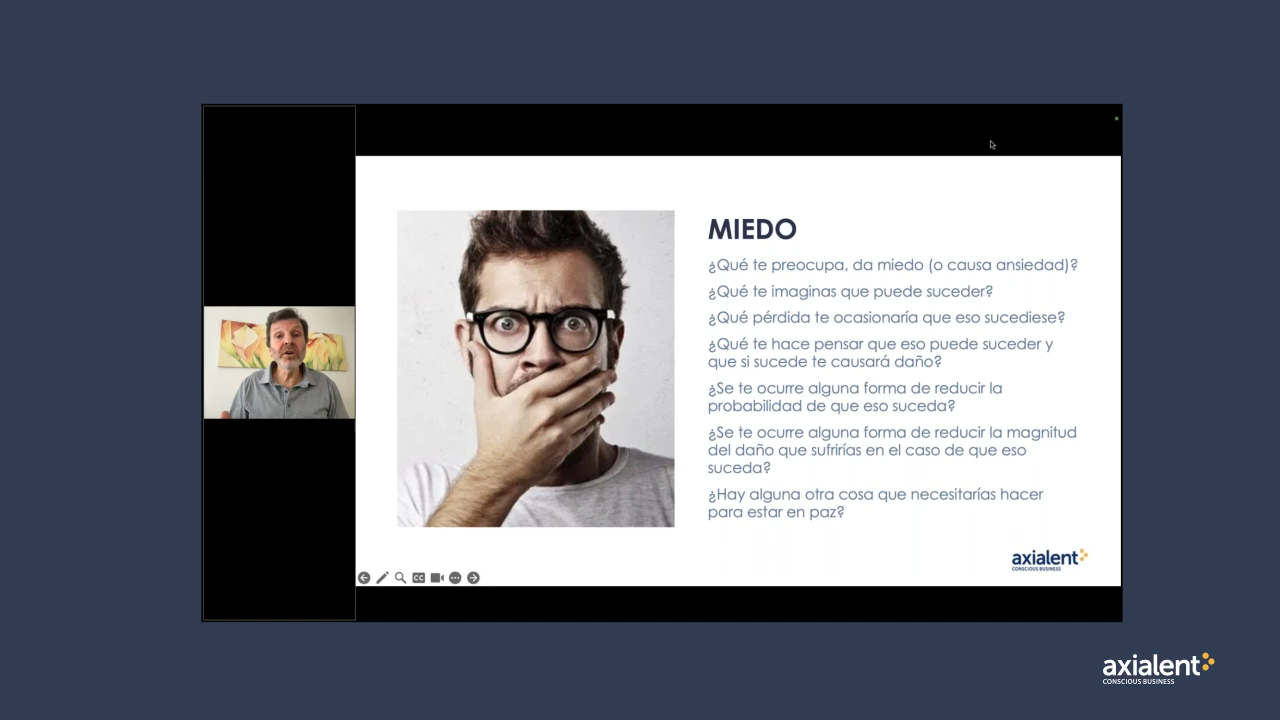 MIEDO
¿Qué te preocupa, da miedo (o causa ansiedad)?
¿Qué te imaginas que puede suceder?
¿Qué pérdida te ocasionaría que eso sucediese?
¿Qué te hace pensar que eso puede suceder y
que si sucede te causará daño?
¿Se te ocurre alguna forma de reducir la
probabilidad de que eso suceda?
¿Se te ocurre alguna forma de reducir la magnitud
del daño que sufrirías en el caso de que eso
suceda?
¿Hay alguna otra cosa que necesitarías hacer
para estar en paz?
axialent
CONSCIOUS BUSINESS
CC
axialent
CONSCIOUS BUSINESS